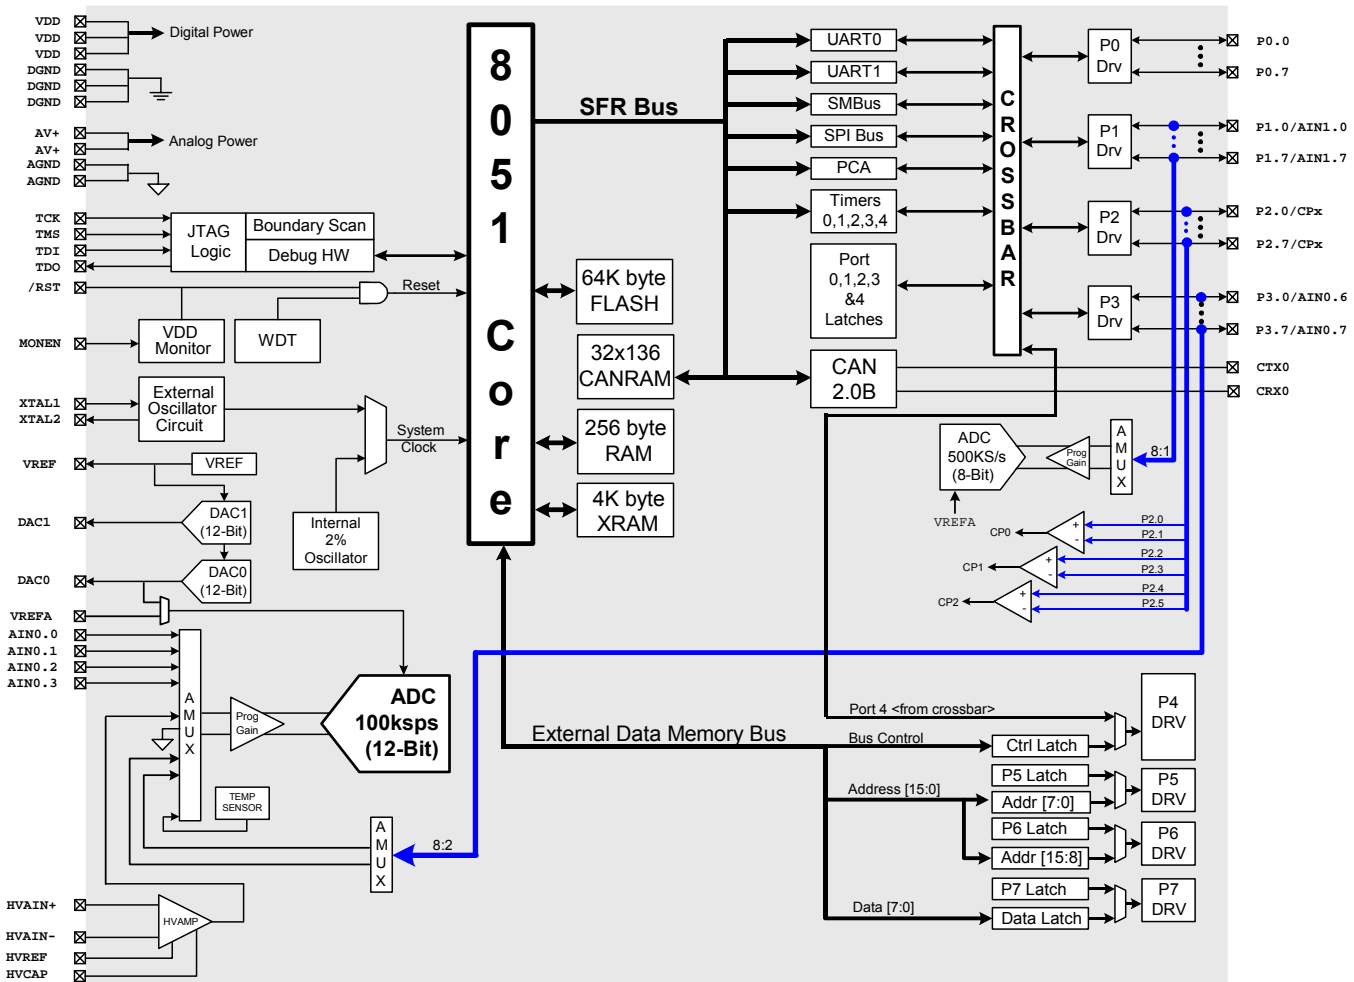 VDD
VDD
VDD
Digital Power
DGND
DGND
DGND
AV+
AV+
Analog Power
AGND
AGND
TCK
TMS
TDI
TDO
JTAG
Logic
Boundary Scan
Debug HW
/RST
Reset
MONEN
VDD
Monitor
WDT
XTAL1
XTAL2
External
Oscillator
Circuit
System
Clock
VREF
VREF
DAC1
DAC1
(12-Bit)
Internal
2%
Oscillator
DAC0
DAC0
(12-Bit)
VREFA
AIN0.0
AIN0.1
AIN0.2
AIN0.3
A
M
U
X
Prog
Gain
ADC
100ksps
(12-Bit)
TEMP
SENSOR
A
M
U
X
8:2
HVAIN+
HVAIN-
HVREF
HVCAP
HVAMP
8
0
5
1
C
o
r
e
SFR Bus
64K byte
FLASH
32x136
CANRAM
256 byte
RAM
4K byte
XRAM
UART0
UART1
SMBus
SPI Bus
PCA
Timers
0,1,2,3,4
Port
0,1,2,3
&4
Latches
CAN
2.0B
C
R
O
S
S
B
A
R
P0
Drv
P1
Drv
P2
Drv
P3
Drv
P0.0
P0.7
P1.0/AIN1.0
P1.7/AIN1.7
P2.0/CPx
P2.7/CPx
P3.0/AIN0.6
P3.7/AIN0.7
CTX0
CRX0
ADC
500KS/s
(8-Bit)
Prog
Gain
A
M
U
X
8:1
VREFA
CP0
+
-
P2.0
P2.1
CP1
+
-
P2.2
P2.3
CP2
+
-
P2.4
P2.5
External Data Memory Bus
Port 4 <from crossbar>
Bus Control
Ctrl Latch
P4
DRV
Address [15:0]
P5 Latch
Addr [7:0]
P5
DRV
P6 Latch
Addr [15:8]
P6
DRV
Data [7:0]
P7 Latch
Data Latch
P7
DRV